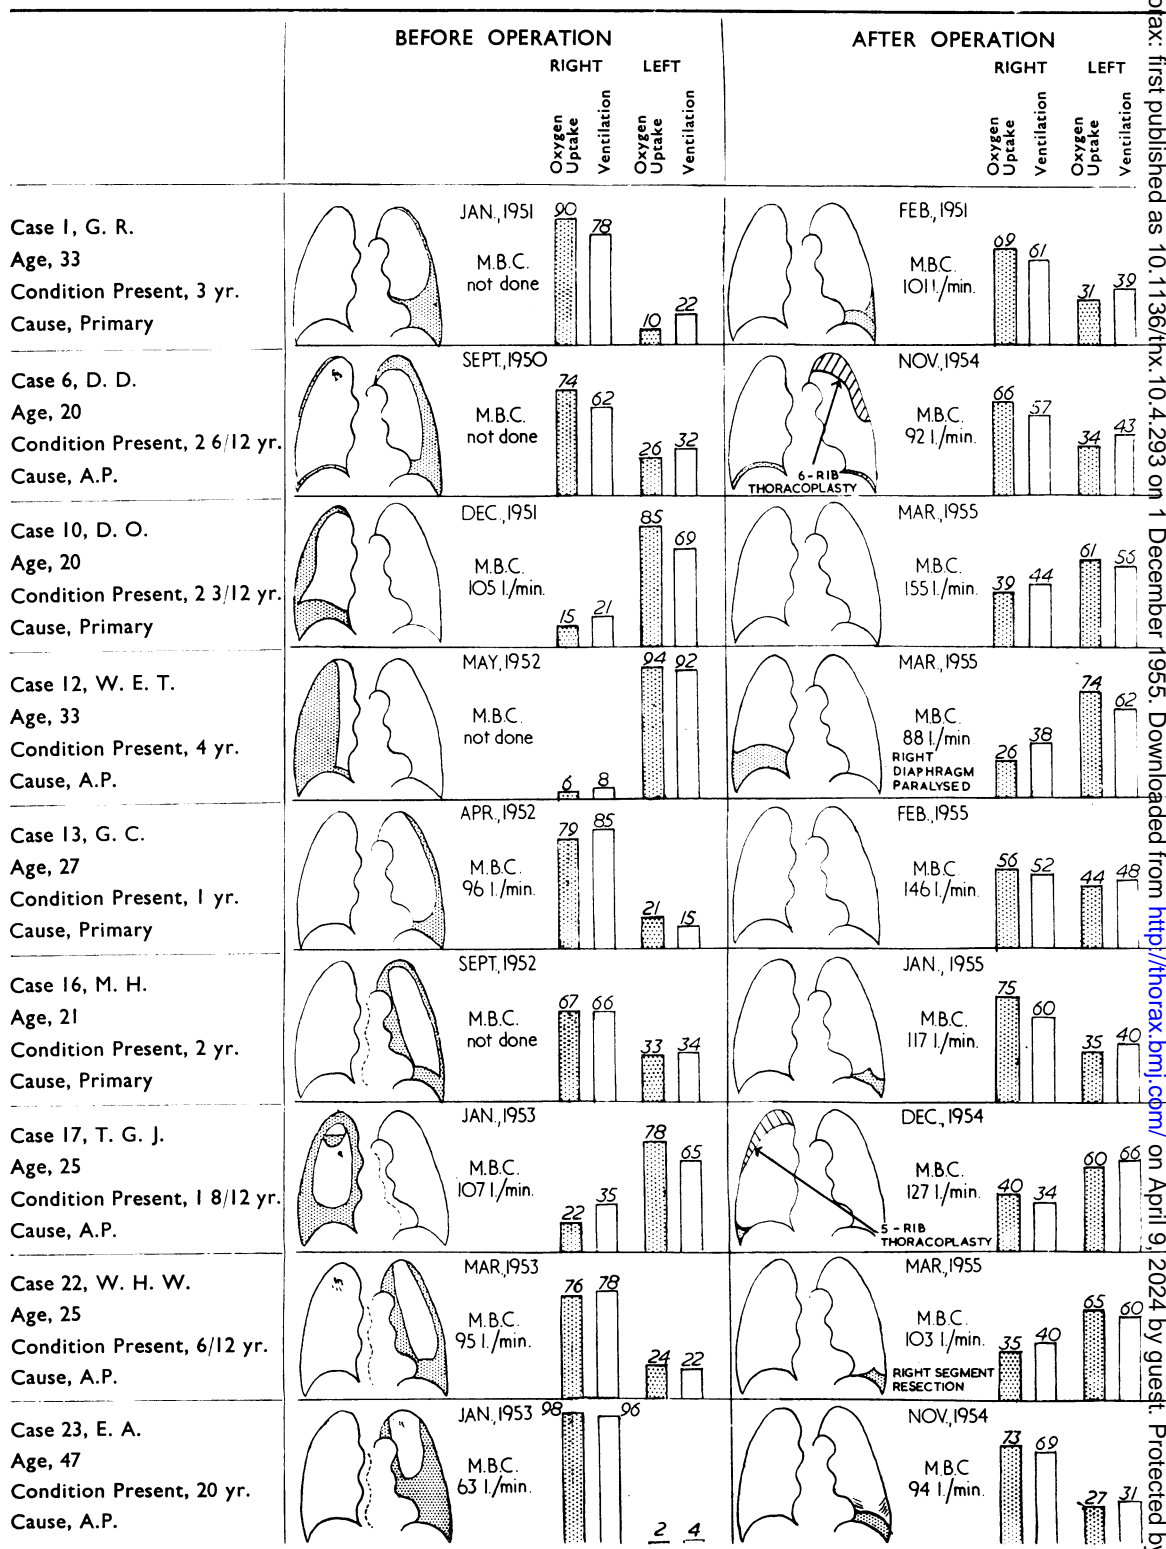 BEFORE OPERATION
AFTER OPERATION
RIGHT LEFT
RIGHT LEFT
Oxygen Uptake
Ventilation
Oxygen Uptake
Ventilation
Oxygen Uptake
Ventilation
Oxygen Uptake
Ventilation
Case 1, G. R.
Age, 33
Condition Present, 3 yr.
Cause, Primary
JAN., 1951
M.B.C.
not done
90 78 10 22
FEB., 1951
M.B.C.
101 l./min.
69 61 31 39
Case 6, D. D.
Age, 20
Condition Present, 2 6/12 yr.
Cause, A.P.
SEPT., 1950
M.B.C.
not done
74 62 26 32
NOV., 1954
M.B.C.
92 l./min.
6-RIB
THORACOPLASTY
66 57 34 43
Case 10, D. O.
Age, 20
Condition Present, 2 3/12 yr.
Cause, Primary
DEC., 1951
M.B.C.
105 l./min.
15 21 85 69
MAR., 1955
M.B.C.
155 l./min.
39 44 61
Case 12, W. E. T.
Age, 33
Condition Present, 4 yr.
Cause, A.P.
MAY, 1952
M.B.C.
not done
6 8 94 92
MAR., 1955
M.B.C.
88 l./min
RIGHT
DIAPHRAGM
PARALYSED
26 38 74 62
Case 13, G. C.
Age, 27
Condition Present, 1 yr.
Cause, Primary
APR., 1952
M.B.C.
96 l./min.
79 85 21 15
FEB., 1955
M.B.C
146 l./min.
56 52 44 48
Case 16, M. H.
Age, 21
Condition Present, 2 yr.
Cause, Primary
SEPT., 1952
M.B.C.
not done
67 66 33 34
JAN., 1955
M.B.C.
117 l./min.
75 60 35 40
Case 17, T. G. J.
Age, 25
Condition Present, 1 8/12 yr.
Cause, A.P.
JAN., 1953
M.B.C.
107 l./min.
22 35 78 65
DEC., 1954
M.B.C.
127 l./min.
5-RIB
THORACOPLASTY
40 34 60 66
Case 22, W. H. W.
Age, 25
Condition Present, 6/12 yr.
Cause, A.P.
MAR., 1953
M.B.C.
95 l./min.
76 78 24 22
MAR., 1955
M.B.C.
103 l./min.
RIGHT SEGMENT
RESECTION
35 40 65 60
Case 23, E. A.
Age, 47
Condition Present, 20 yr.
Cause, A.P.
JAN., 1953
M.B.C.
63 l./min.
98 96 2 4
NOV., 1954
M.B.C
94 l./min.
73 69 27 31
orax: first published as 10.1136/thx.10.4.293 on 1 December 1955. Downloaded from http://thorax.bmj.com/ on April 9, 2024 by guest. Protected by